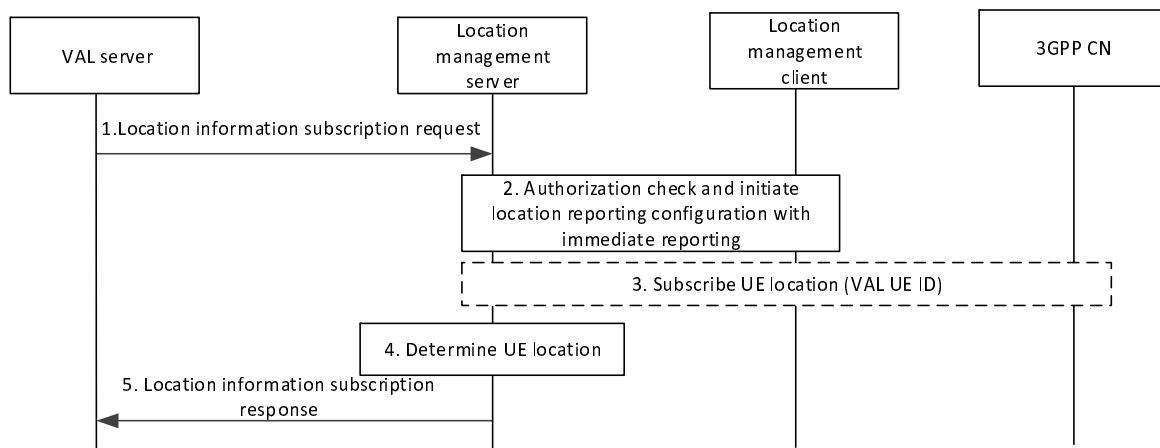 VAL server
Location
management
server
Location
management
client
3GPP CN
1.Location information subscription request
2. Authorization check and initiate
location reporting configuration with
immediate reporting
3. Subscribe UE location (VAL UE ID)
4. Determine UE location
5. Location information subscription
response